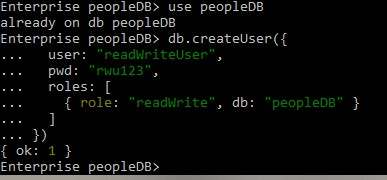 Enterprise peopleDB> use peopleDB
already on db peopleDB
Enterprise peopleDB> db.createUser({
...   user: "readWriteUser",
...   pwd: "rwu123",
...   roles: [
...     { role: "readWrite", db: "peopleDB" }
...   ]
... })
{ ok: 1 }
Enterprise peopleDB>